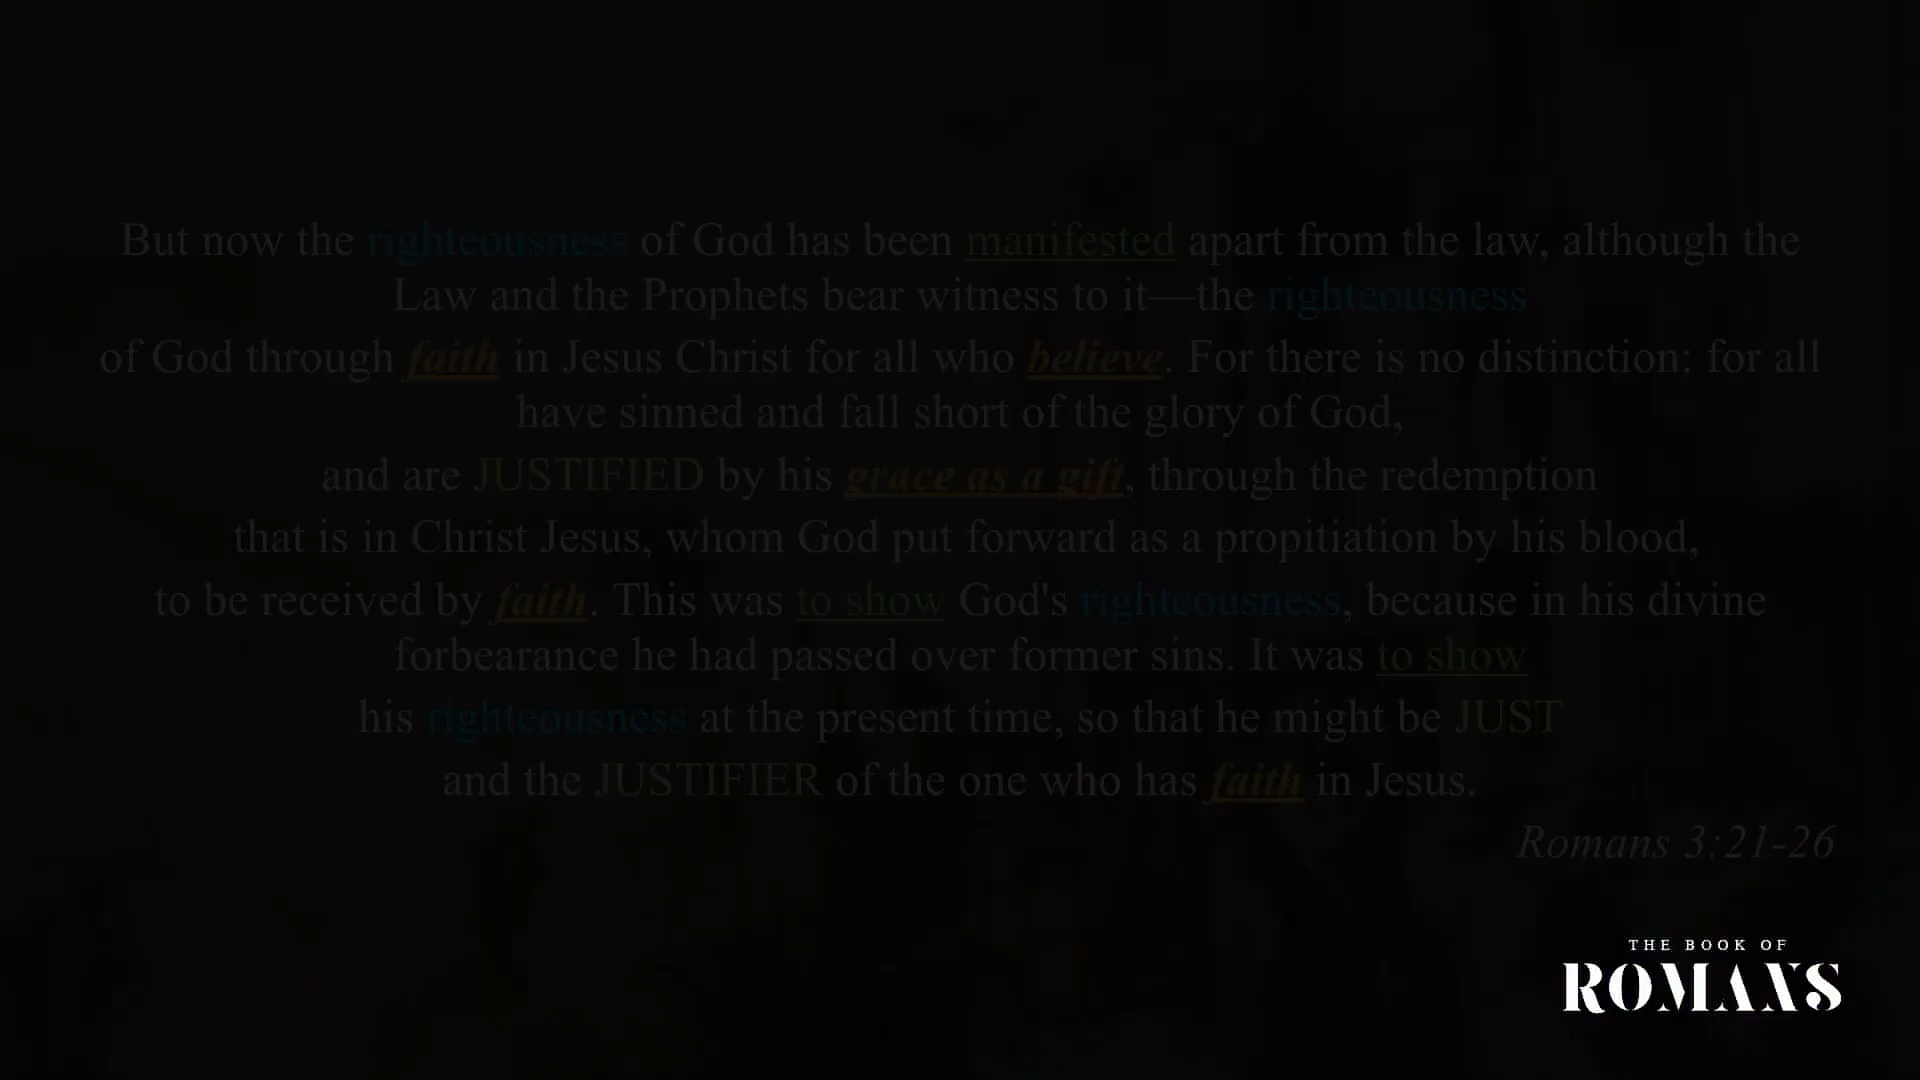 But now the righteousness of God has been manifested apart from the law, although the
Law and the Prophets bear witness to it—the righteousness
of God through faith in Jesus Christ for all who believe. For there is no distinction: for all
have sinned and fall short of the glory of God,
and are JUSTIFIED by his grace as a gift, through the redemption
that is in Christ Jesus, whom God put forward as a propitiation by his blood,
to be received by faith. This was to show God's righteousness, because in his divine
forbearance he had passed over former sins. It was to show
his righteousness at the present time, so that he might be JUST
and the JUSTIFIER of the one who has faith in Jesus.
Romans 3:21-26
THE BOOK OF
ROMANS